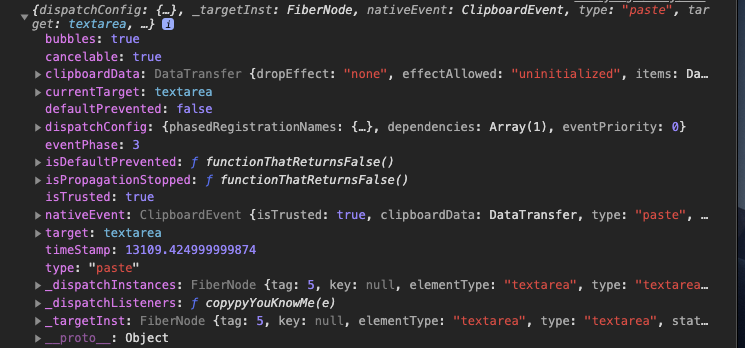 {dispatchConfig: {…}, _targetInst: FiberNode, nativeEvent: ClipboardEvent, type: "paste", tar
get: textarea, …} i
bubbles: true
cancelable: true
clipboardData: DataTransfer {dropEffect: "none", effectAllowed: "uninitialized", items: Da…
currentTarget: textarea
defaultPrevented: false
dispatchConfig: {phasedRegistrationNames: {…}, dependencies: Array(1), eventPriority: 0}
eventPhase: 3
isDefaultPrevented: ƒ functionThatReturnsFalse()
isPropagationStopped: ƒ functionThatReturnsFalse()
isTrusted: true
nativeEvent: ClipboardEvent {isTrusted: true, clipboardData: DataTransfer, type: "paste", …
target: textarea
timeStamp: 13109.424999999874
type: "paste"
_dispatchInstances: FiberNode {tag: 5, key: null, elementType: "textarea", type: "textarea…
_dispatchListeners: ƒ copypyYouKnowMe(e)
_targetInst: FiberNode {tag: 5, key: null, elementType: "textarea", type: "textarea", stat…
__proto__: Object